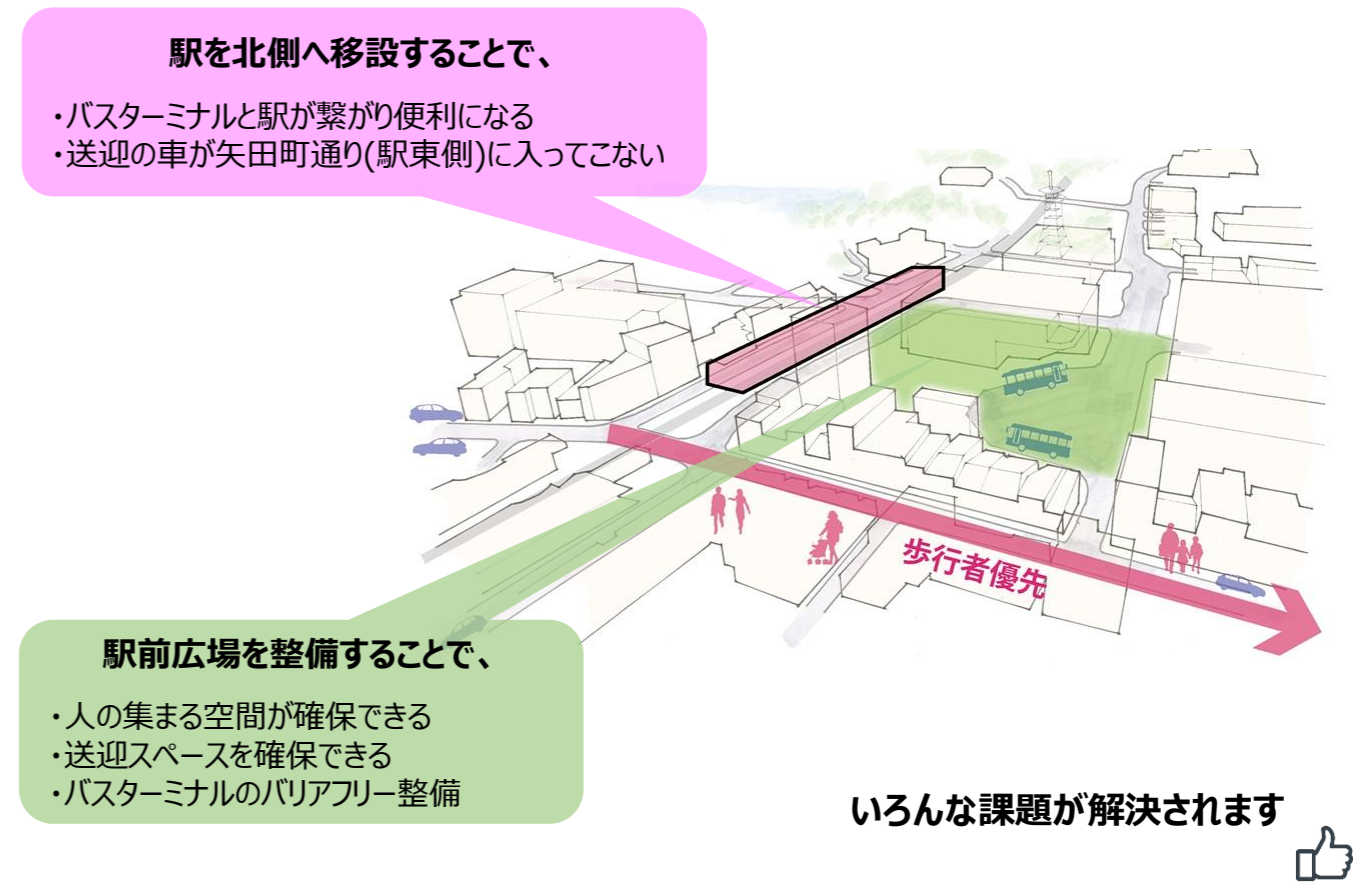 駅を北側へ移設することで、
・バスターミナルと駅が繋がり便利になる
・送迎の車が矢田町通り(駅東側)に入ってこない
歩行者優先
駅前広場を整備することで、
・人の集まる空間が確保できる
・送迎スペースを確保できる
・バスターミナルのバリアフリー整備
いろんな課題が解決されます